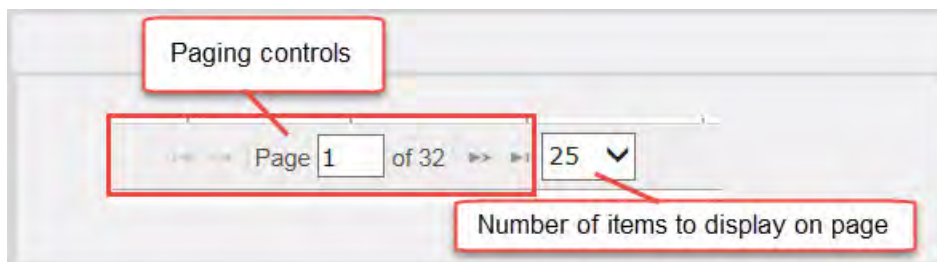 Paging controls
Page 1 of 32 25
Number of items to display on page